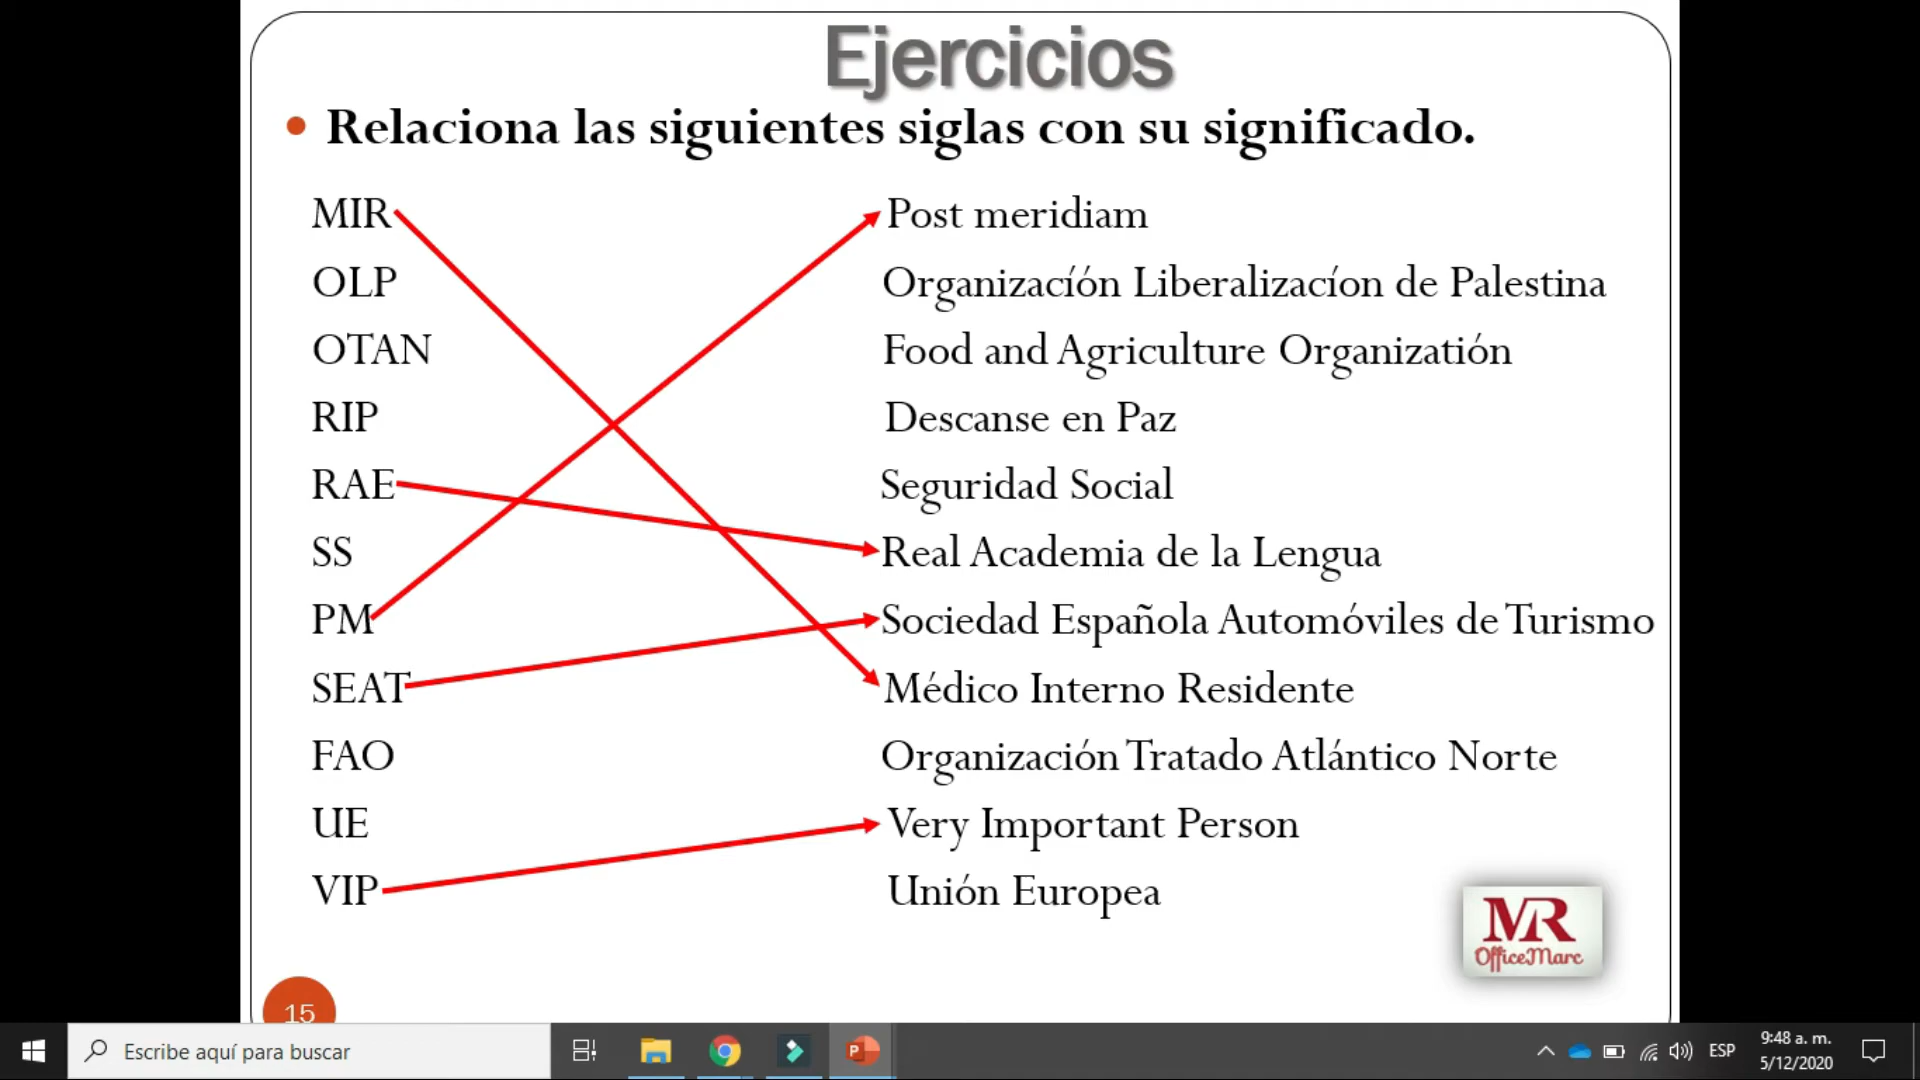 Ejercicios
• Relaciona las siguientes siglas con su significado.
MIR Post meridiam
OLP Organizacíón Liberalizacíon de Palestina
OTAN Food and Agriculture Organizatión
RIP Descanse en Paz
RAE Seguridad Social
SS Real Academia de la Lengua
PM Sociedad Española Automóviles de Turismo
SEAT Médico Interno Residente
FAO Organización Tratado Atlántico Norte
UE Very Important Person
VIP Unión Europea
MR
OfficeMarc
15
Escribe aquí para buscar
ESP
9:48 a. m.
5/12/2020